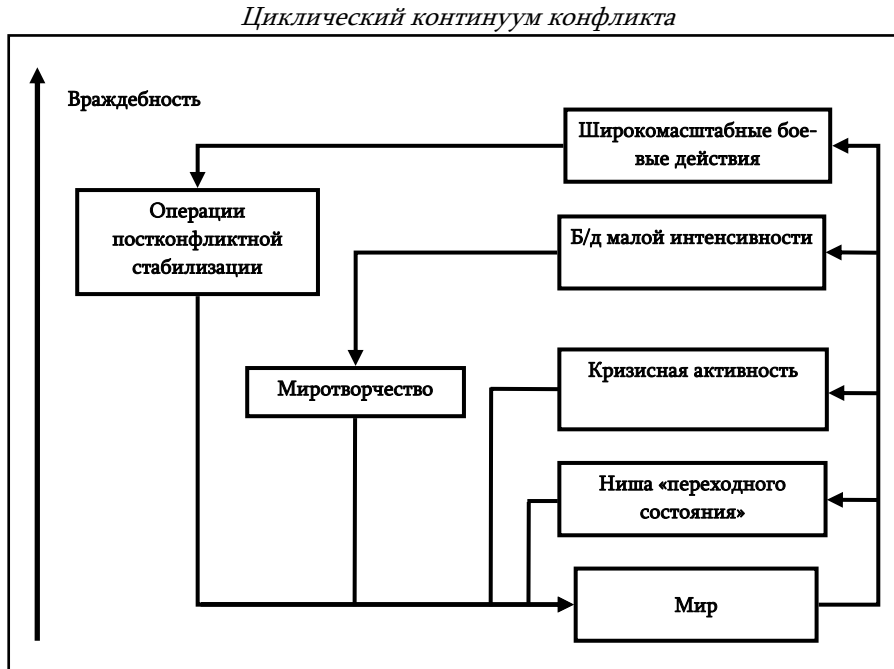 Циклический континуум конфликта
Враждебность
Широкомасштабные бое-
вые действия
Операции
постконфликтной
стабилизации
Б/д малой интенсивности
Миротворчество
Кризисная активность
Ниша «переходного
состояния»
Мир